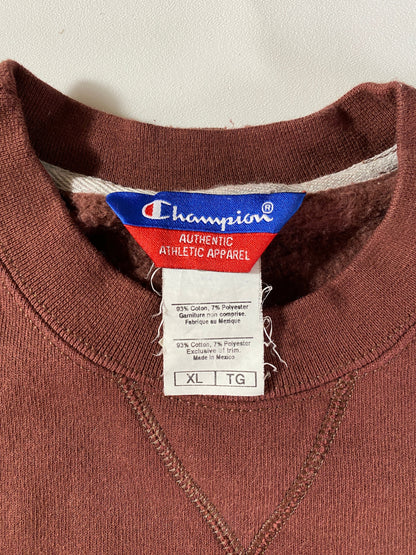 Champion®
AUTHENTIC
ATHLETIC APPAREL
93% Coton, 7% Polyester
Garniture non comprise.
Fabrique au Mexique
93% Cotton, 7% Polyester
Exclusive of trim.
Made in Mexico
XL TG